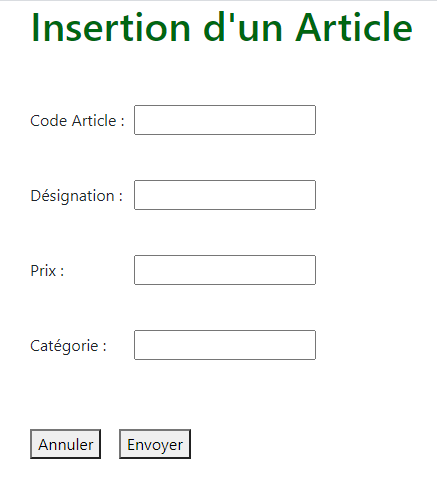 Insertion d'un Article
Code Article :
Désignation :
Prix :
Catégorie :
Annuler Envoyer